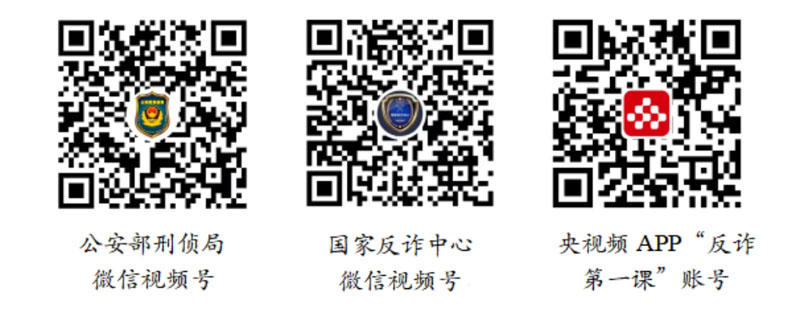 公安部刑侦局
微信视频号
国家反诈中心
微信视频号
央视频 APP“反诈
第一课”账号